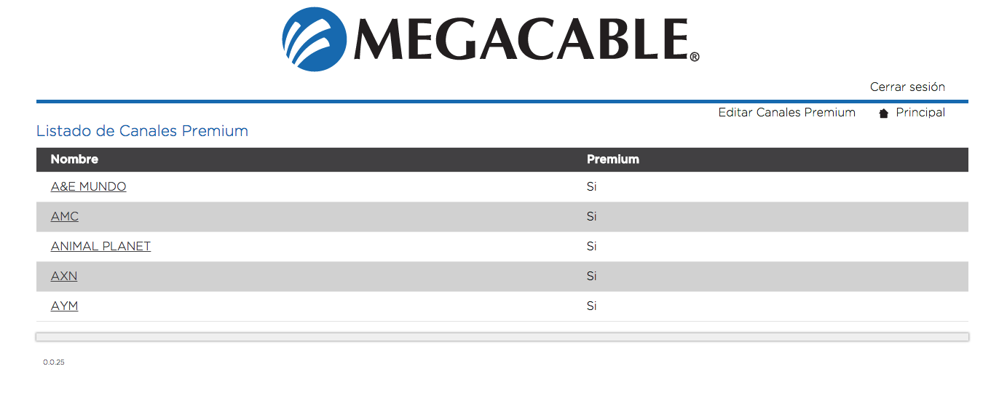 MEGACABLE®
Cerrar sesión
Editar Canales Premium Principal
Listado de Canales Premium
Nombre Premium
A&E MUNDO Si
AMC Si
ANIMAL PLANET Si
AXN Si
AYM Si
0.0.25